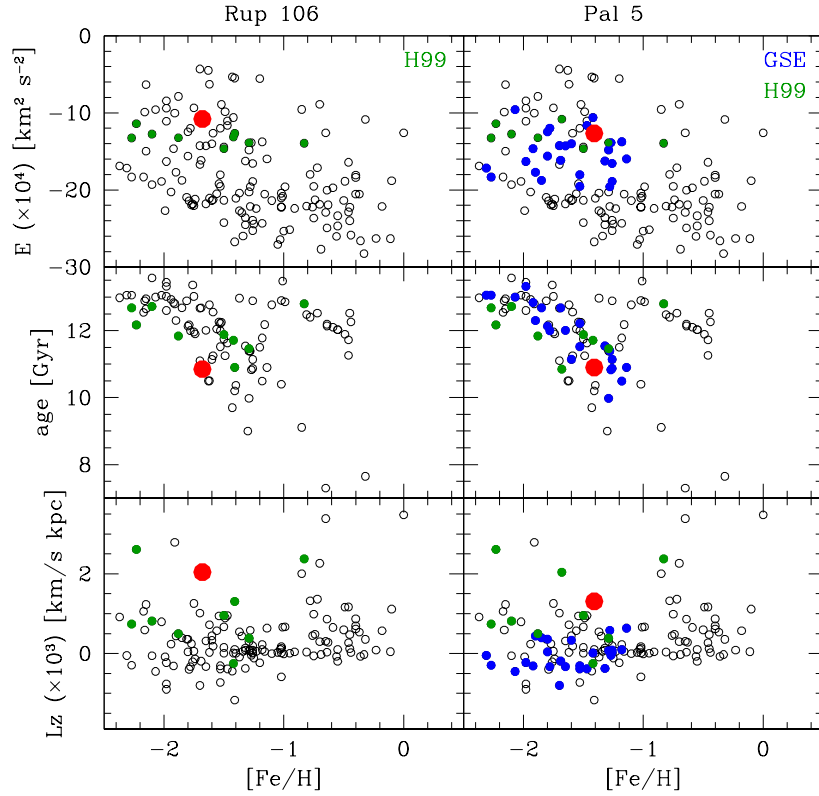 Rup 106
Pal 5
H99
GSE
H99
0
−10
−20
−30
E (×10⁴) [km² s⁻²]
12
10
8
age [Gyr]
2
0
Lz (×10³) [km/s kpc]
−2
−1
0
−2
−1
0
[Fe/H]
[Fe/H]